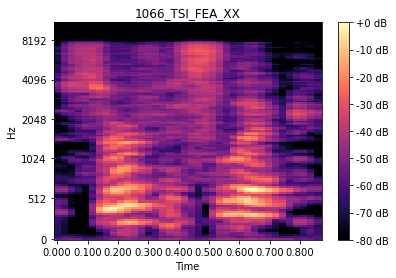 1066_TSI_FEA_XX
Hz
8192
4096
2048
1024
512
0
0.000 0.100 0.200 0.300 0.400 0.500 0.600 0.700 0.800
Time
+0 dB
-10 dB
-20 dB
-30 dB
-40 dB
-50 dB
-60 dB
-70 dB
-80 dB